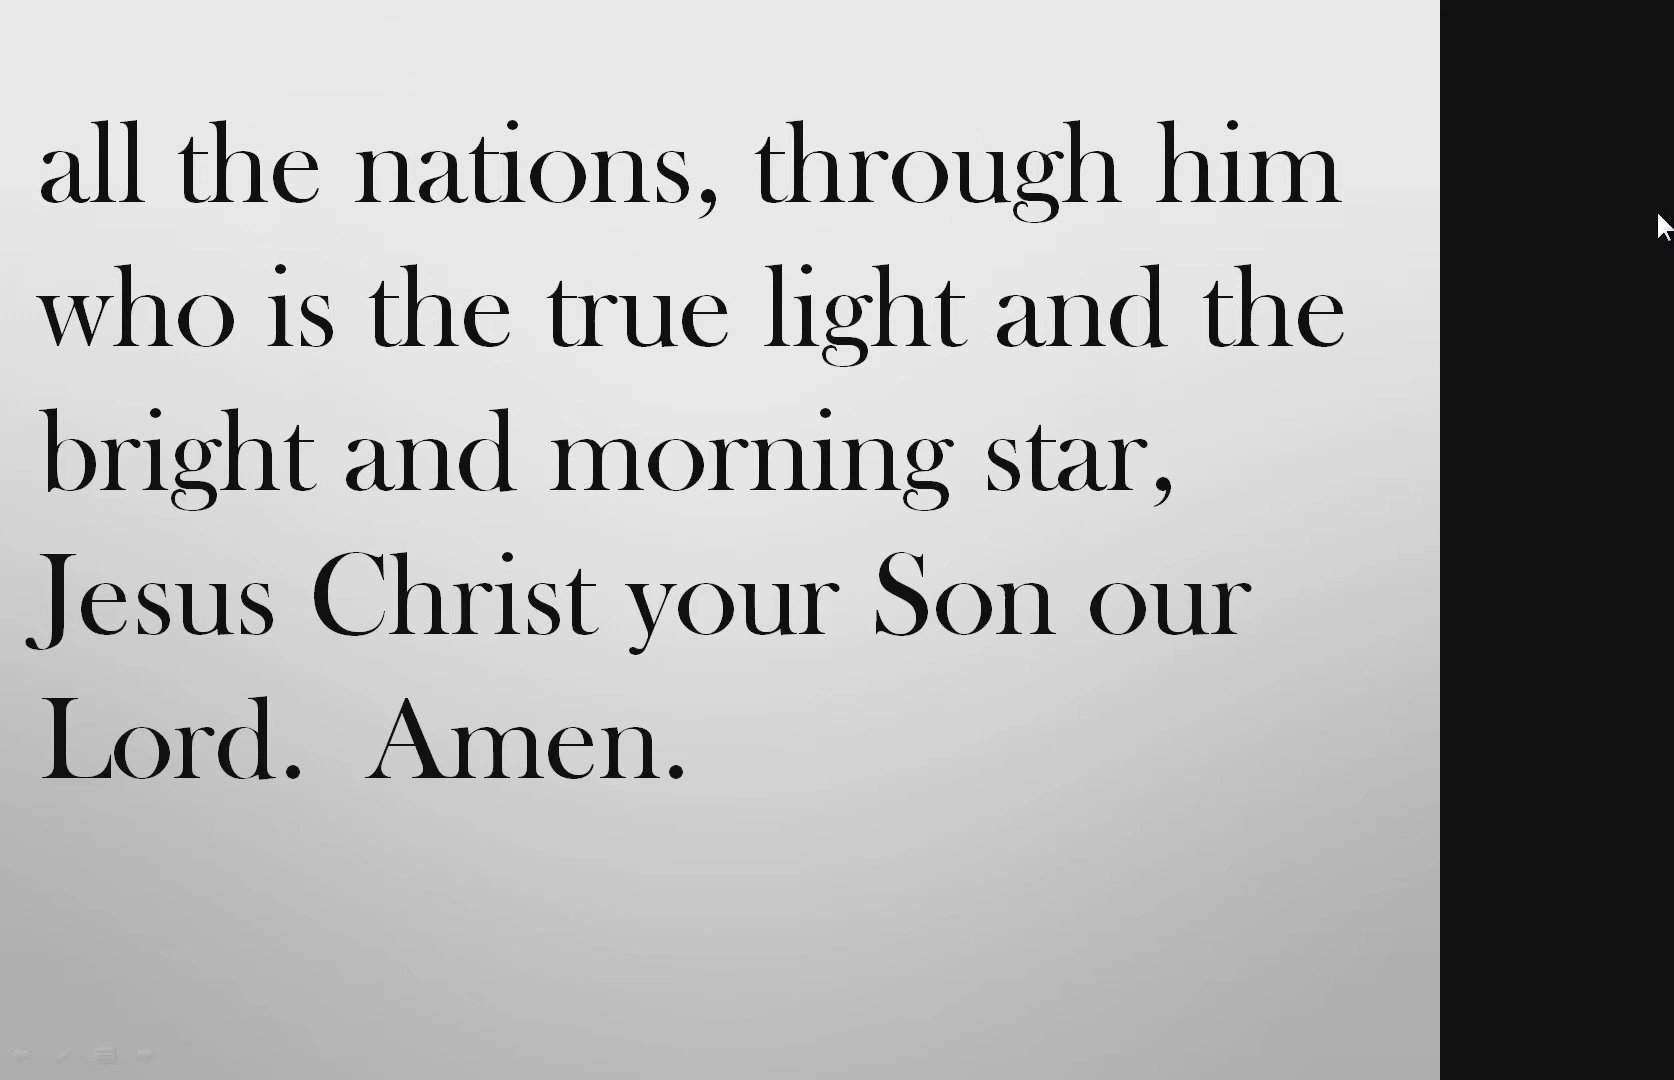 all the nations, through him
who is the true light and the
bright and morning star,
Jesus Christ your Son our
Lord.  Amen.